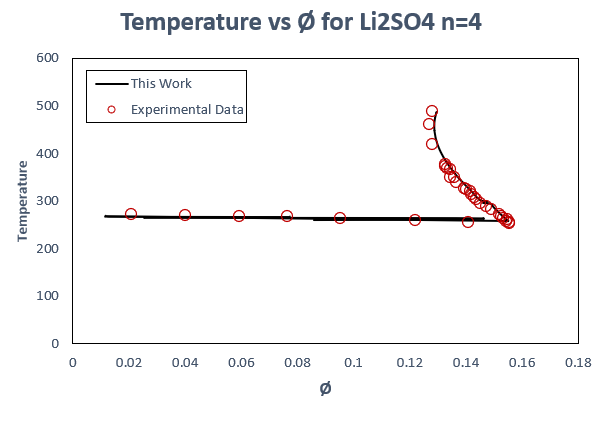 Temperature vs Ø for Li2SO4 n=4
600
500
400
300
200
100
0
Temperature
This Work
Experimental Data
0 0.02 0.04 0.06 0.08 0.1 0.12 0.14 0.16 0.18
Ø